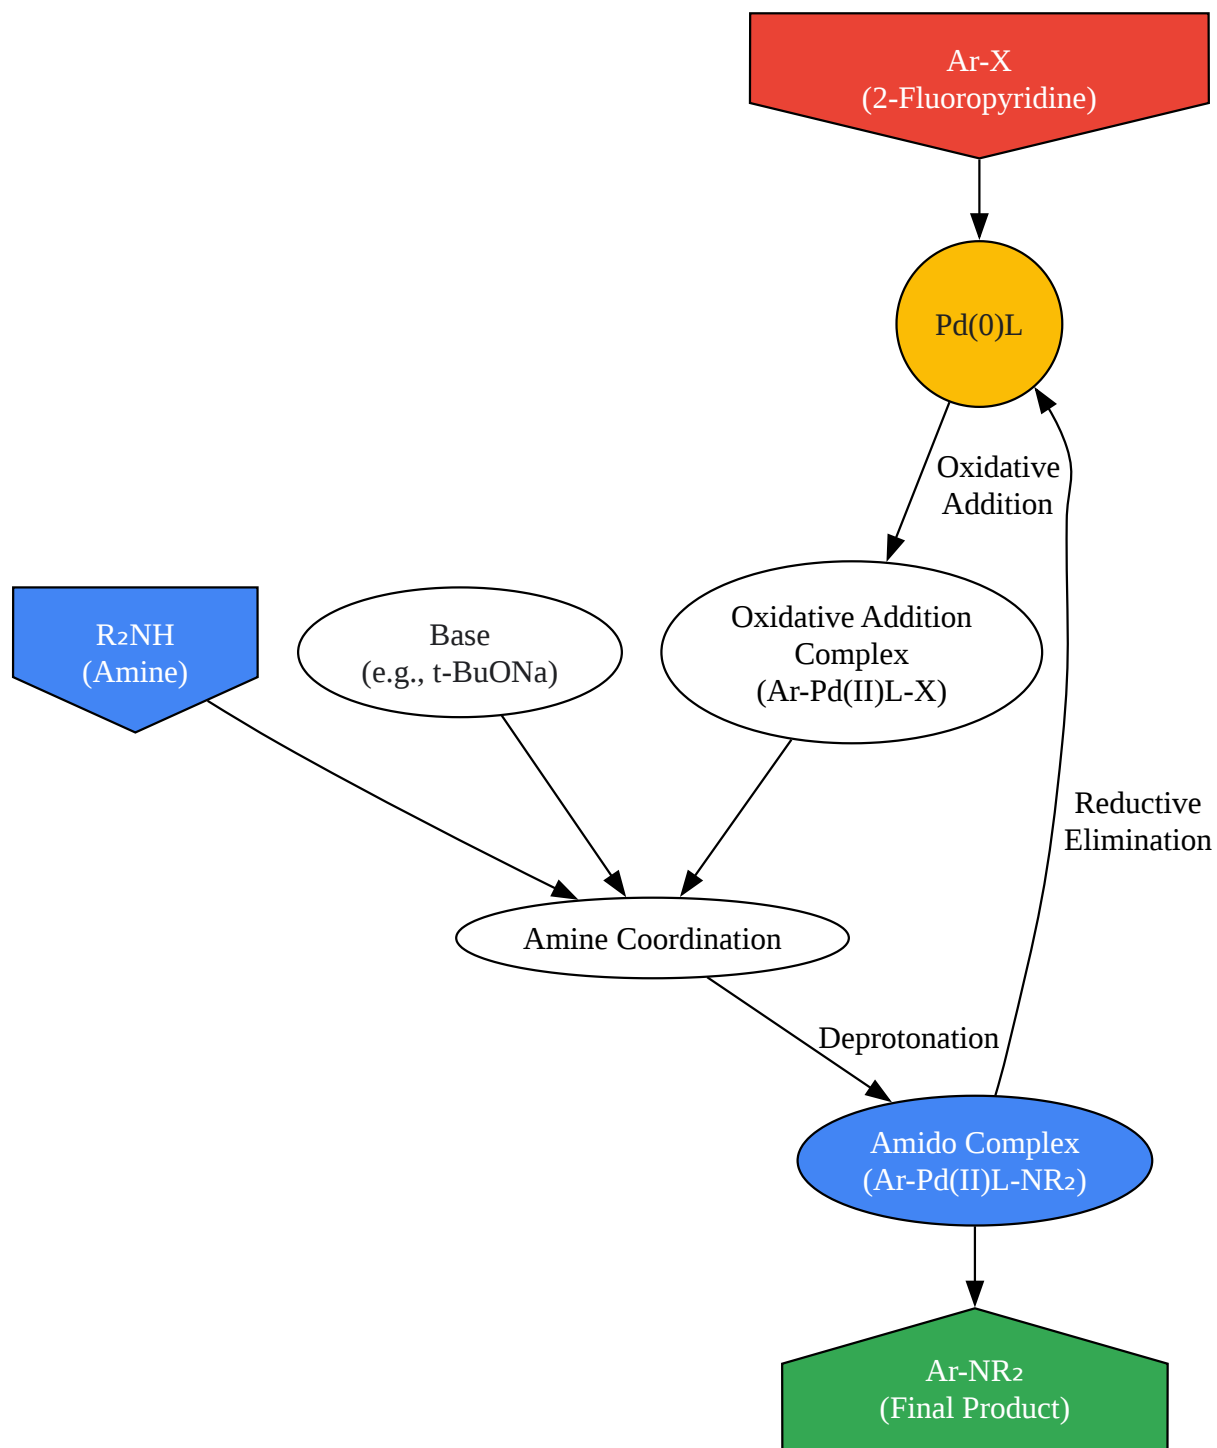 Ar-X
(2-Fluoropyridine)
Pd(0)L
Oxidative
Addition
R₂NH
(Amine)
Base
(e.g., t-BuONa)
Oxidative Addition
Complex
(Ar-Pd(II)L-X)
Reductive
Elimination
Amine Coordination
Deprotonation
Amido Complex
(Ar-Pd(II)L-NR₂)
Ar-NR₂
(Final Product)